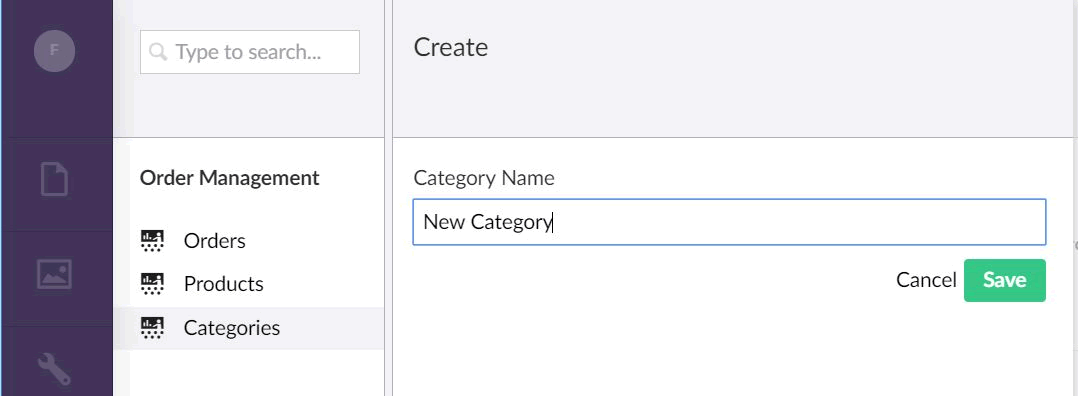 F
Type to search...
Create
Order Management
Orders
Products
Categories
Category Name
New Category
Cancel
Save